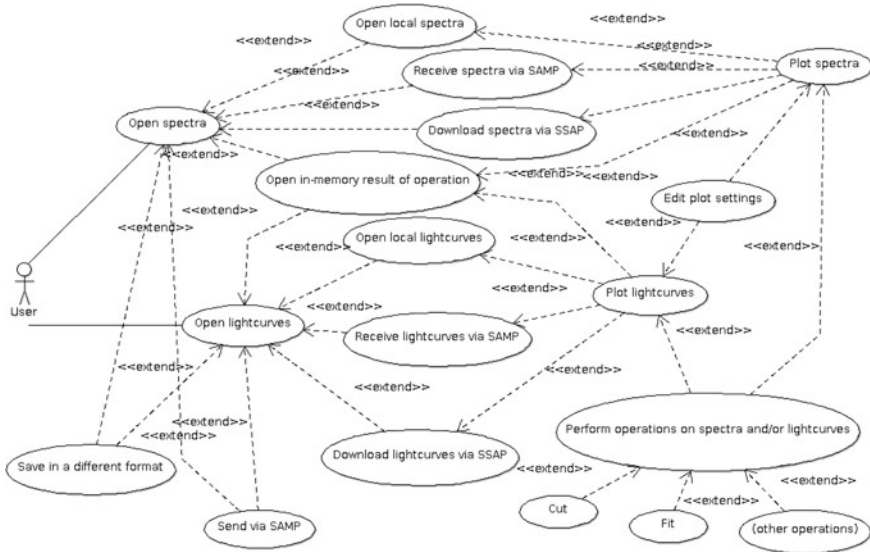 Open local spectra
<<extend>>
<<extend>>
Receive spectra via SAMP
Plot spectra
<<extend>>
<<extend>>
<<extend>>
Open spectra
Download spectra via SSAP
<<extend>>
<<extend>>
<<extend>>
Open in-memory result of operation
<<extend>>
Edit plot settings
<<extend>>
<<extend>>
Open local lightcurves
<<extend>>
<<extend>>
<<extend>>
Plot lightcurves
User
Open lightcurves
<<extend>>
<<extend>>
Receive lightcurves via SAMP
<<extend>>
<<extend>>
<<extend>>
<<extend>>
<<extend>>
<<extend>>
Perform operations on spectra and/or lightcurves
Save in a different format
Download lightcurves via SSAP
<<extend>>
<<extend>>
Cut
<<extend>>
Send via SAMP
Fit
{other operations}